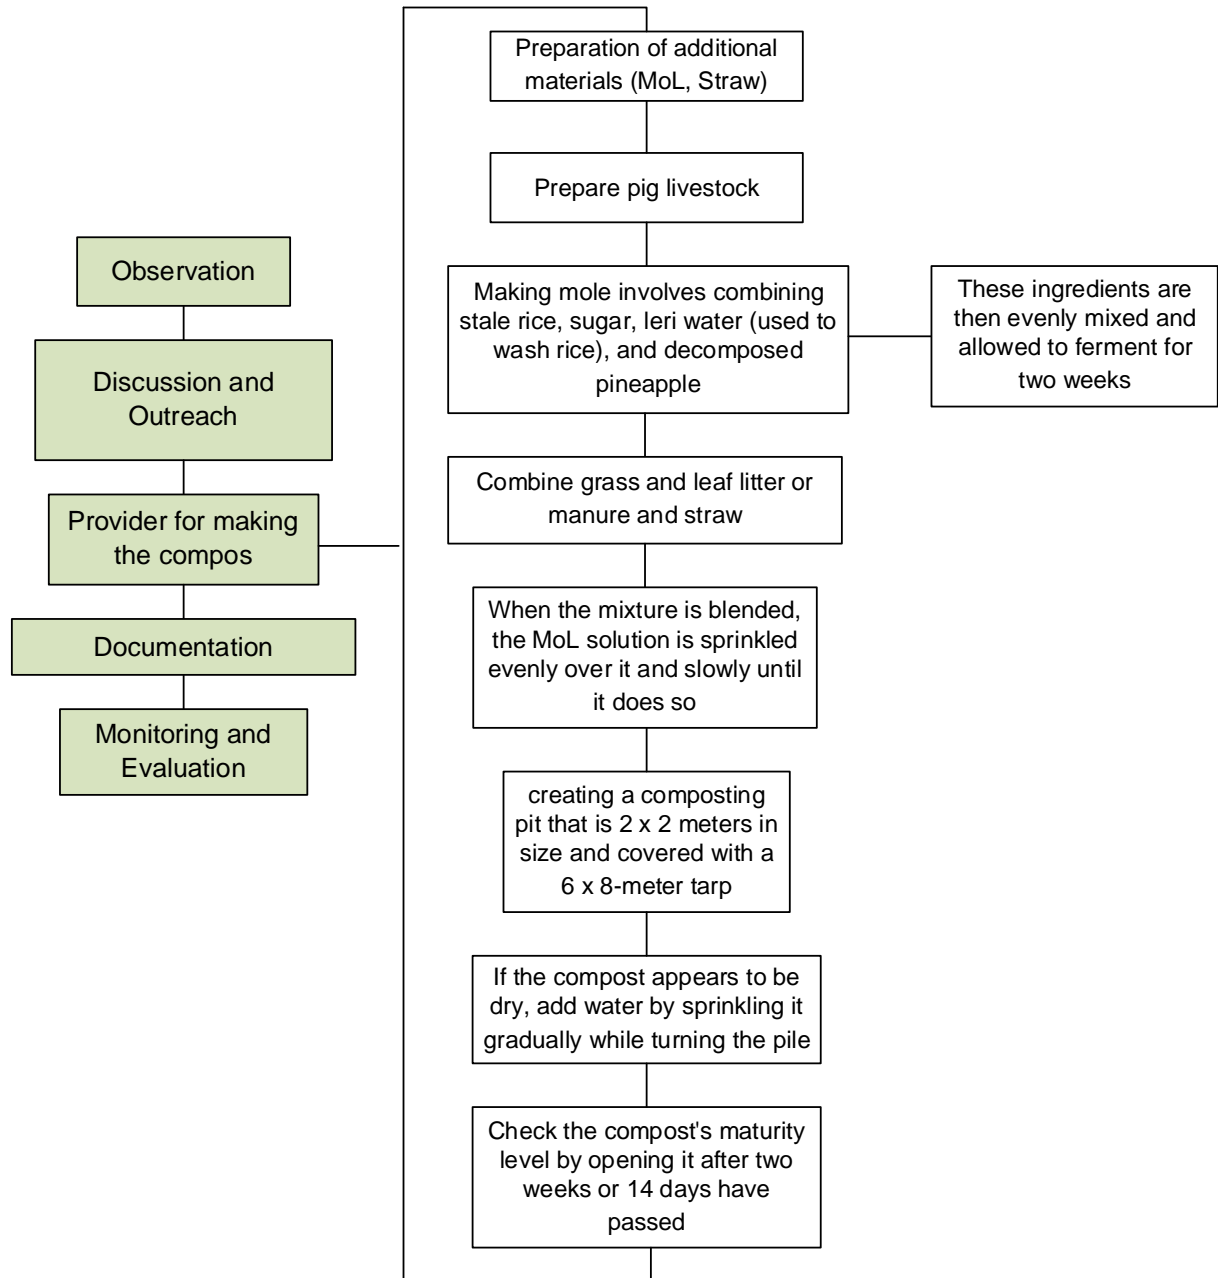 Observation
Discussion and
Outreach
Provider for making
the compos
Documentation
Monitoring and
Evaluation
Preparation of additional
materials (MoL, Straw)
Prepare pig livestock
Making mole involves combining
stale rice, sugar, leri water (used to
wash rice), and decomposed
pineapple
These ingredients are
then evenly mixed and
allowed to ferment for
two weeks
Combine grass and leaf litter or
manure and straw
When the mixture is blended,
the MoL solution is sprinkled
evenly over it and slowly until
it does so
creating a composting
pit that is 2 x 2 meters in
size and covered with a
6 x 8-meter tarp
If the compost appears to be
dry, add water by sprinkling it
gradually while turning the pile
Check the compost's maturity
level by opening it after two
weeks or 14 days have
passed